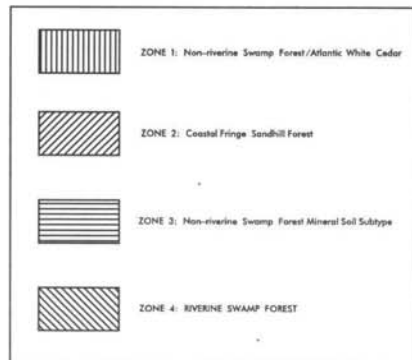 ZONE 1: Non-riverine Swamp Forest/Atlantic White Cedar
ZONE 2: Coastal Fringe Sandhill Forest
ZONE 3: Non-riverine Swamp Forest Mineral Soil Subtype
ZONE 4: RIVERINE SWAMP FOREST